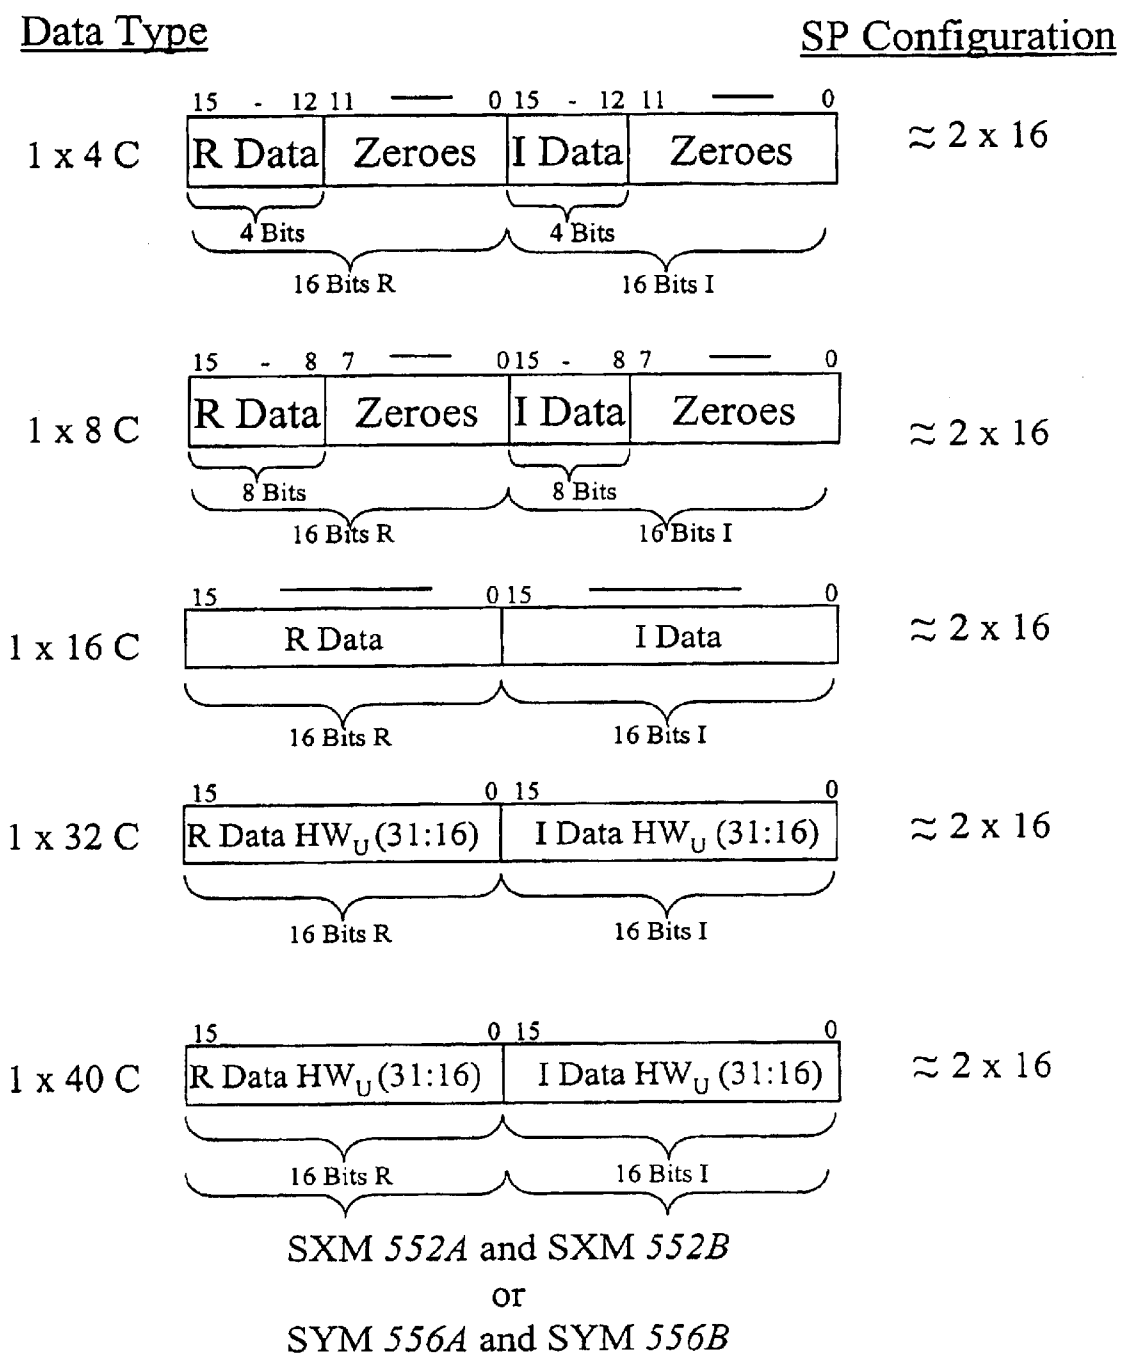 Data Type SP Configuration
15 - 12 11 — 0 15 - 12 11 — 0
1 x 4 C R Data Zeroes I Data Zeroes ≈ 2 x 16
4 Bits 4 Bits
16 Bits R 16 Bits I
15 - 8 7 — 0 15 - 8 7 — 0
1 x 8 C R Data Zeroes I Data Zeroes ≈ 2 x 16
8 Bits 8 Bits
16 Bits R 16 Bits I
15 — 0 15 — 0
1 x 16 C R Data I Data ≈ 2 x 16
16 Bits R 16 Bits I
15 0 15 0
1 x 32 C R Data HW_U (31:16) I Data HW_U (31:16) ≈ 2 x 16
16 Bits R 16 Bits I
15 0 15 0
1 x 40 C R Data HW_U (31:16) I Data HW_U (31:16) ≈ 2 x 16
16 Bits R 16 Bits I
SXM 552A and SXM 552B
or
SYM 556A and SYM 556B